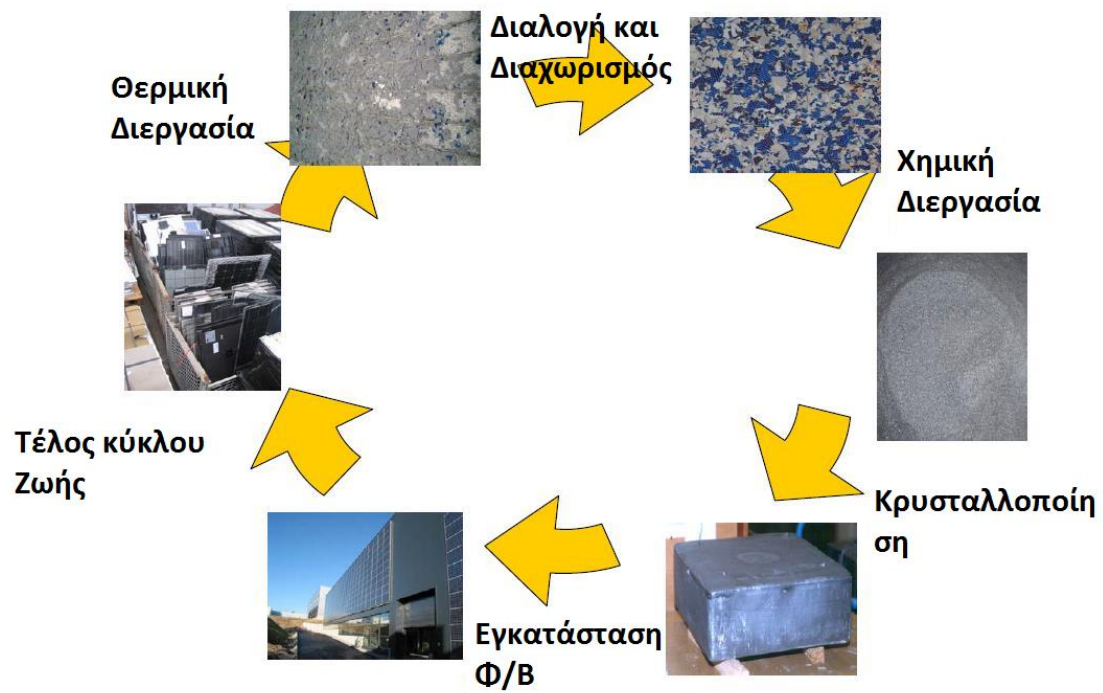 Διαλογή και
Διαχωρισμός
Θερμική
Διεργασία
Χημική
Διεργασία
Κρυσταλλοποίη
ση
Εγκατάσταση
Φ/Β
Τέλος κύκλου
Ζωής